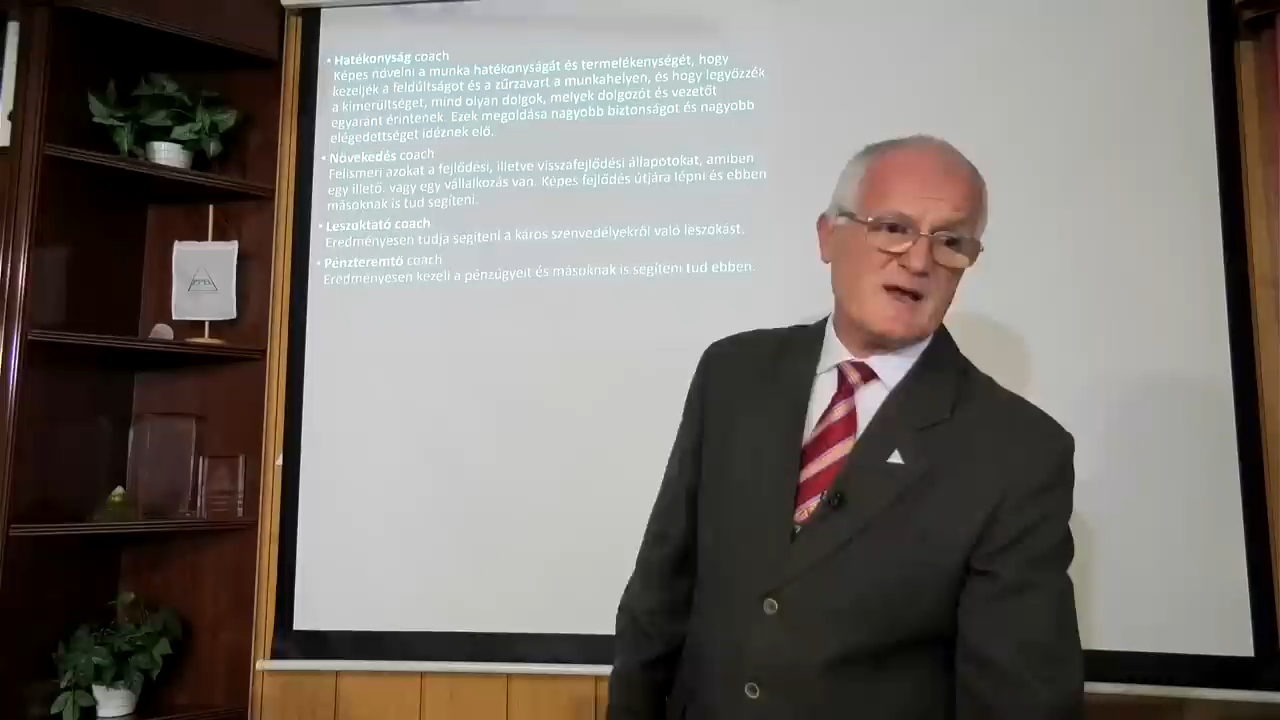 • Hatékonyság coach
Képes növelni a munka hatékonyságát és termelékenységét, hogy
kezeljék a feldúltságot és a zűrzavart a munkahelyen, és hogy legyőzzék
a kimerültséget, mind olyan dolgok, melyek dolgozót és vezetőt
egyaránt érintenek. Ezek megoldása nagyobb biztonságot és nagyobb
elégedettséget idéznek elő.
• Növekedés coach
Felismeri azokat a fejlődési, illetve visszafejlődési állapotokat, amiben
egy illető. vagy egy vállalkozás van. Képes fejlődés útjára lépni és ebben
másoknak is tud segíteni.
• Leszoktató coach
Eredményesen tudja segíteni a káros szenvedélyekről való leszokást.
• Pénzteremtő coach
Eredményesen kezeli a pénzügyeit és másoknak is segíteni tud ebben.